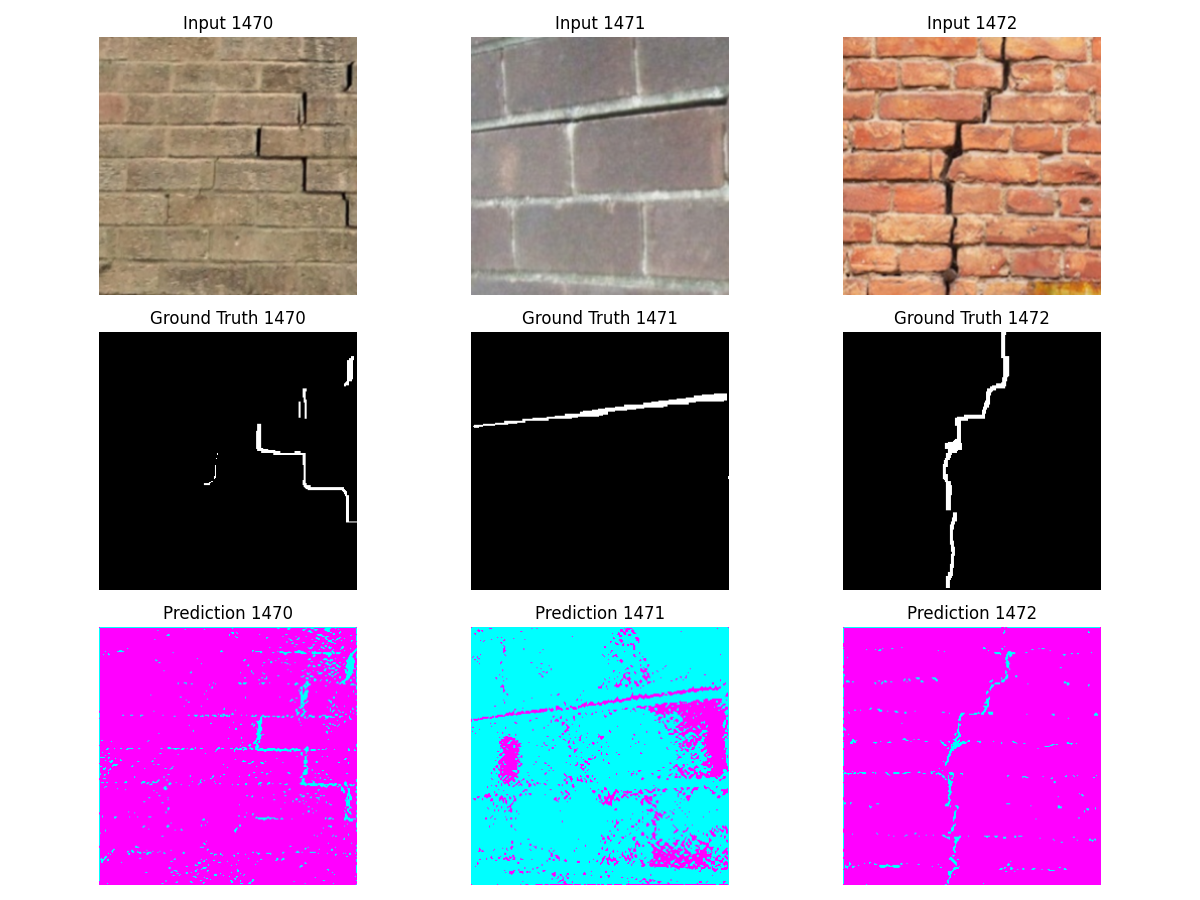 Input 1470
Input 1471
Input 1472
Ground Truth 1470
Ground Truth 1471
Ground Truth 1472
Prediction 1470
Prediction 1471
Prediction 1472